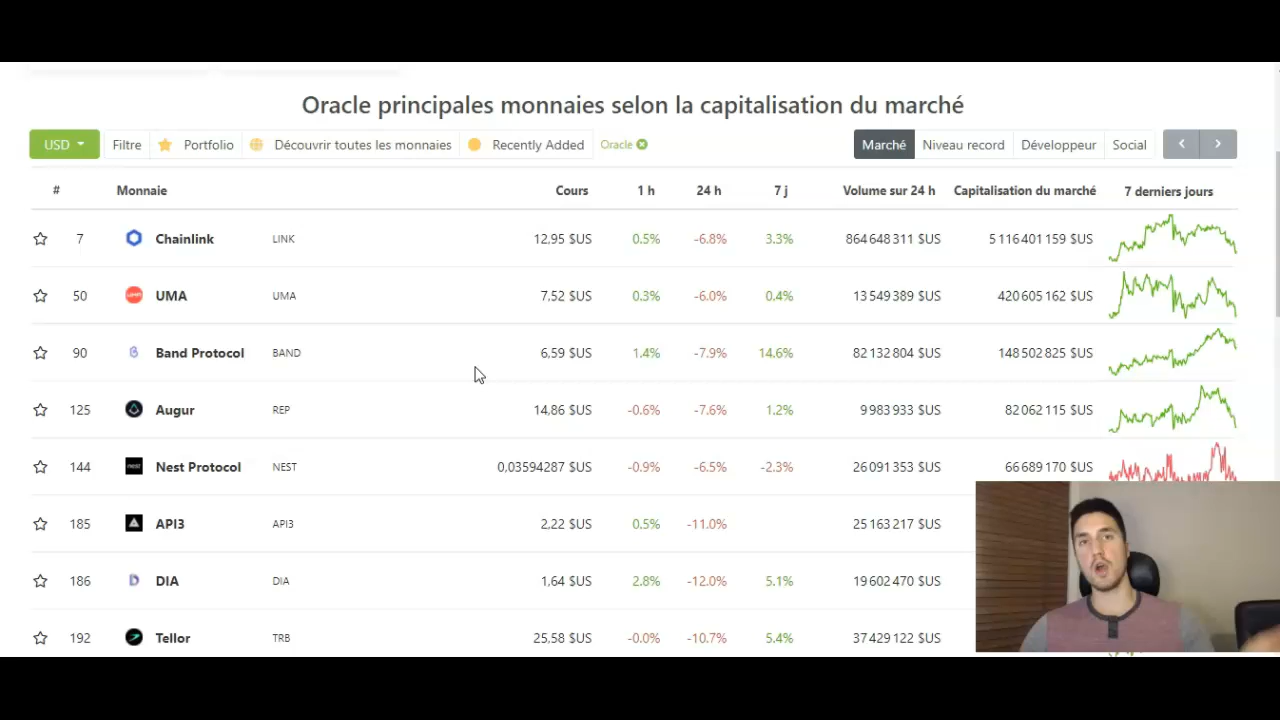 Oracle principales monnaies selon la capitalisation du marché
USD Filtre Portfolio Découvrir toutes les monnaies Recently Added Oracle Marché Niveau record Développeur Social
# Monnaie Cours 1 h 24 h 7 j Volume sur 24 h Capitalisation du marché 7 derniers jours
7 Chainlink LINK 12,95 $US 0.5% -6.8% 3.3% 864 648 311 $US 5 116 401 159 $US
50 UMA UMA 7,52 $US 0.3% -6.0% 0.4% 13 549 389 $US 420 605 162 $US
90 Band Protocol BAND 6,59 $US 1.4% -7.9% 14.6% 82 132 804 $US 148 502 825 $US
125 Augur REP 14,86 $US -0.6% -7.6% 1.2% 9 983 933 $US 82 062 115 $US
144 Nest Protocol NEST 0,03594287 $US -0.9% -6.5% -2.3% 26 091 353 $US 66 689 170 $US
185 API3 API3 2,22 $US 0.5% -11.0% 25 163 217 $US
186 DIA DIA 1,64 $US 2.8% -12.0% 5.1% 19 602 470 $US
192 Tellor TRB 25,58 $US -0.0% -10.7% 5.4% 37 429 122 $US